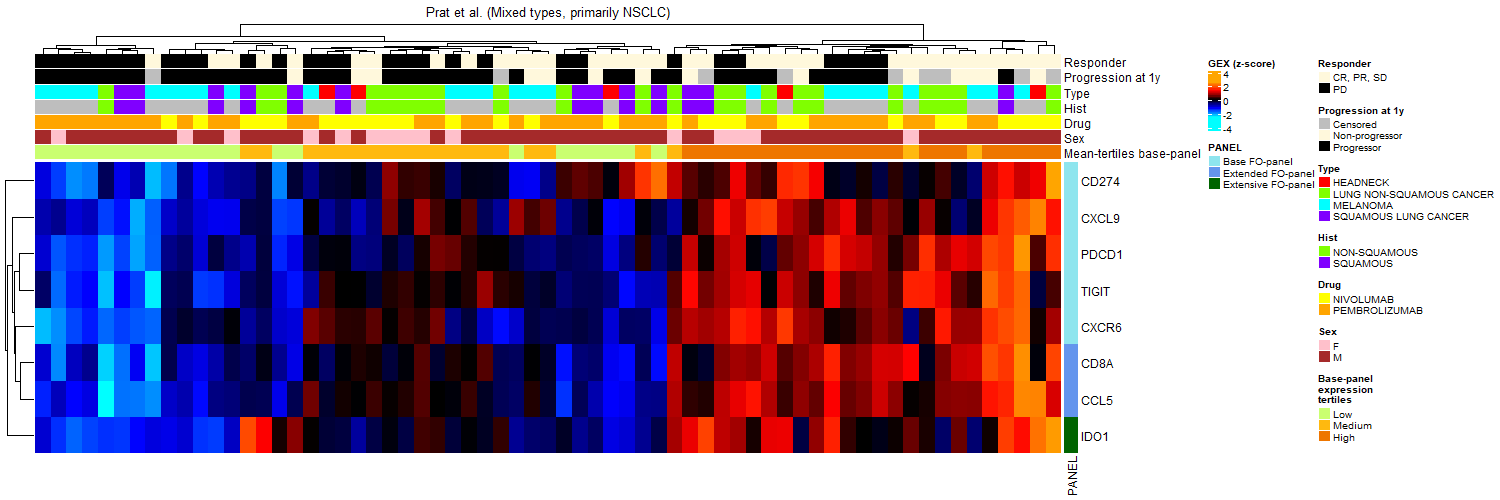 Prat et al. (Mixed types, primarily NSCLC)
Responder
Progression at 1y
Type
Hist
Drug
Sex
Mean-tertiles base-panel
CD274
CXCL9
PDCD1
TIGIT
CXCR6
CD8A
CCL5
IDO1
PANEL
GEX (z-score)
4
2
0
-2
-4
PANEL
Base FO-panel
Extended FO-panel
Extensive FO-panel
Responder
CR, PR, SD
PD
Progression at 1y
Censored
Non-progressor
Progressor
Type
HEADNECK
LUNG NON-SQUAMOUS CANCER
MELANOMA
SQUAMOUS LUNG CANCER
Hist
NON-SQUAMOUS
SQUAMOUS
Drug
NIVOLUMAB
PEMBROLIZUMAB
Sex
F
M
Base-panel
expression
tertiles
Low
Medium
High